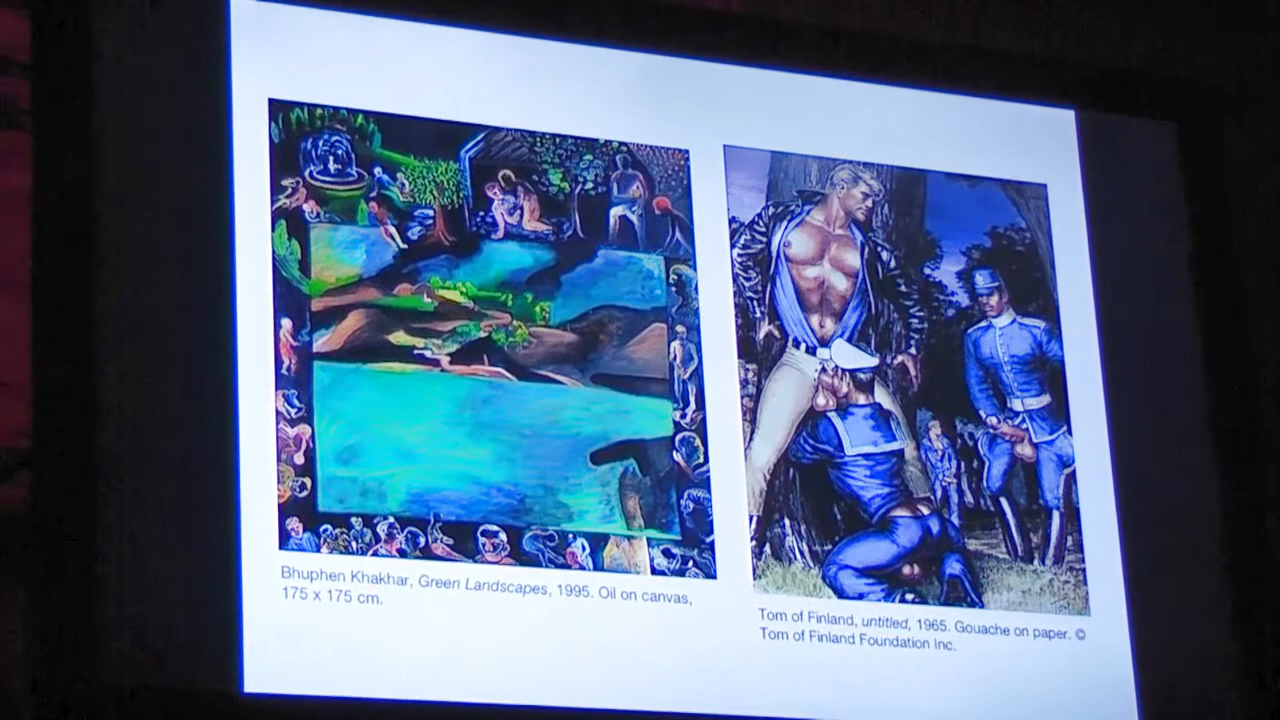 Bhuphen Khakhar, Green Landscapes, 1995. Oil on canvas,
175 x 175 cm.
Tom of Finland, untitled, 1965. Gouache on paper. ©
Tom of Finland Foundation Inc.